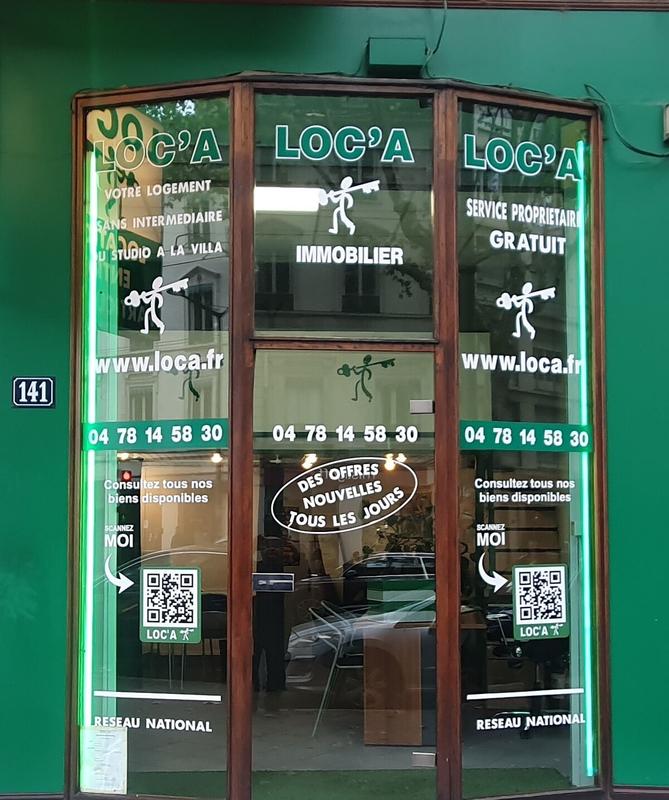 LOC'A
VOTRE LOGEMENT
SANS INTERMEDIAIRE
DU STUDIO A LA VILLA
www.loca.fr
04 78 14 58 30
Consultez tous nos
biens disponibles
SCANNEZ
MOI
LOC'A
RESEAU NATIONAL
LOC'A
IMMOBILIER
04 78 14 58 30
DES OFFRES
NOUVELLES
TOUS LES JOURS
LOC'A
SERVICE PROPRIETAIRE
GRATUIT
www.loca.fr
04 78 14 58 30
Consultez tous nos
biens disponibles
SCANNEZ
MOI
LOC'A
RESEAU NATIONAL
141